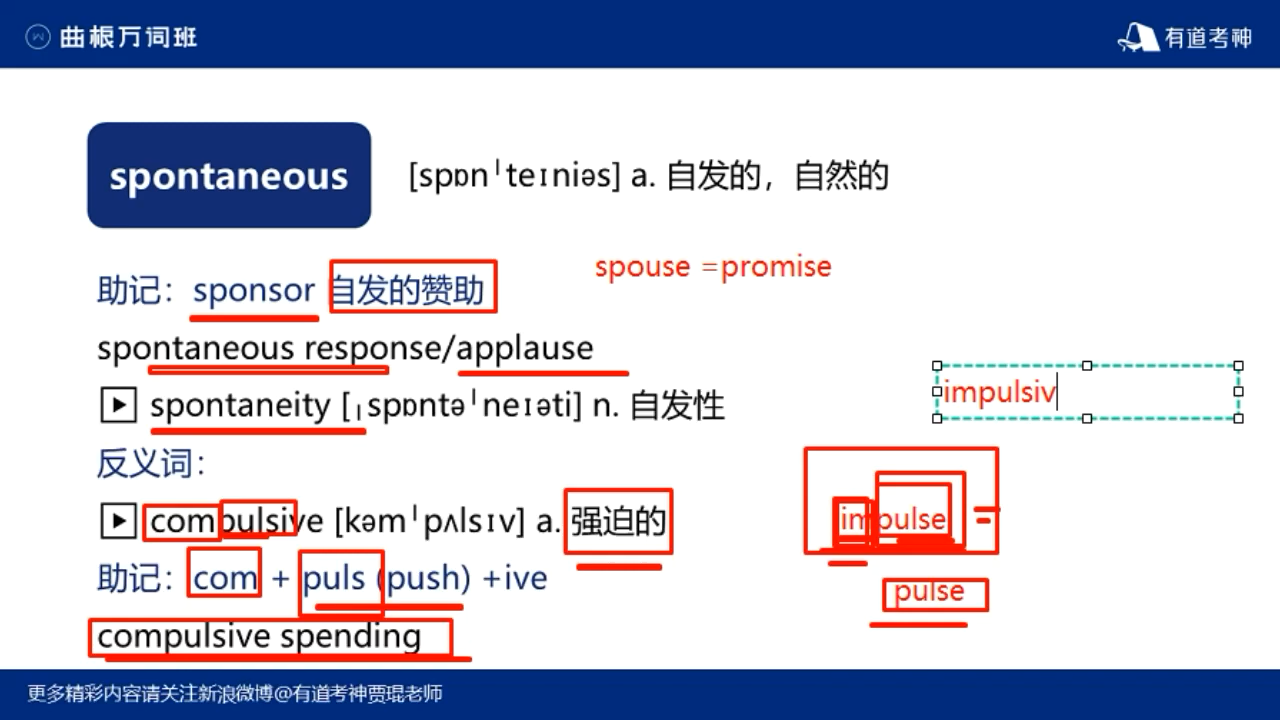 曲根万词班
有道考神
spontaneous [spɒnˈteɪniəs] a. 自发的，自然的
spouse =promise
助记：sponsor 自发的赞助
spontaneous response/applause
impulsiv
spontaneity [ˌspɒntəˈneɪəti] n. 自发性
反义词：
compulsive [kəmˈpʌlsɪv] a. 强迫的
impulse =
助记：com + puls (push) +ive
pulse
compulsive spending
更多精彩内容请关注新浪微博@有道考神贾琨老师